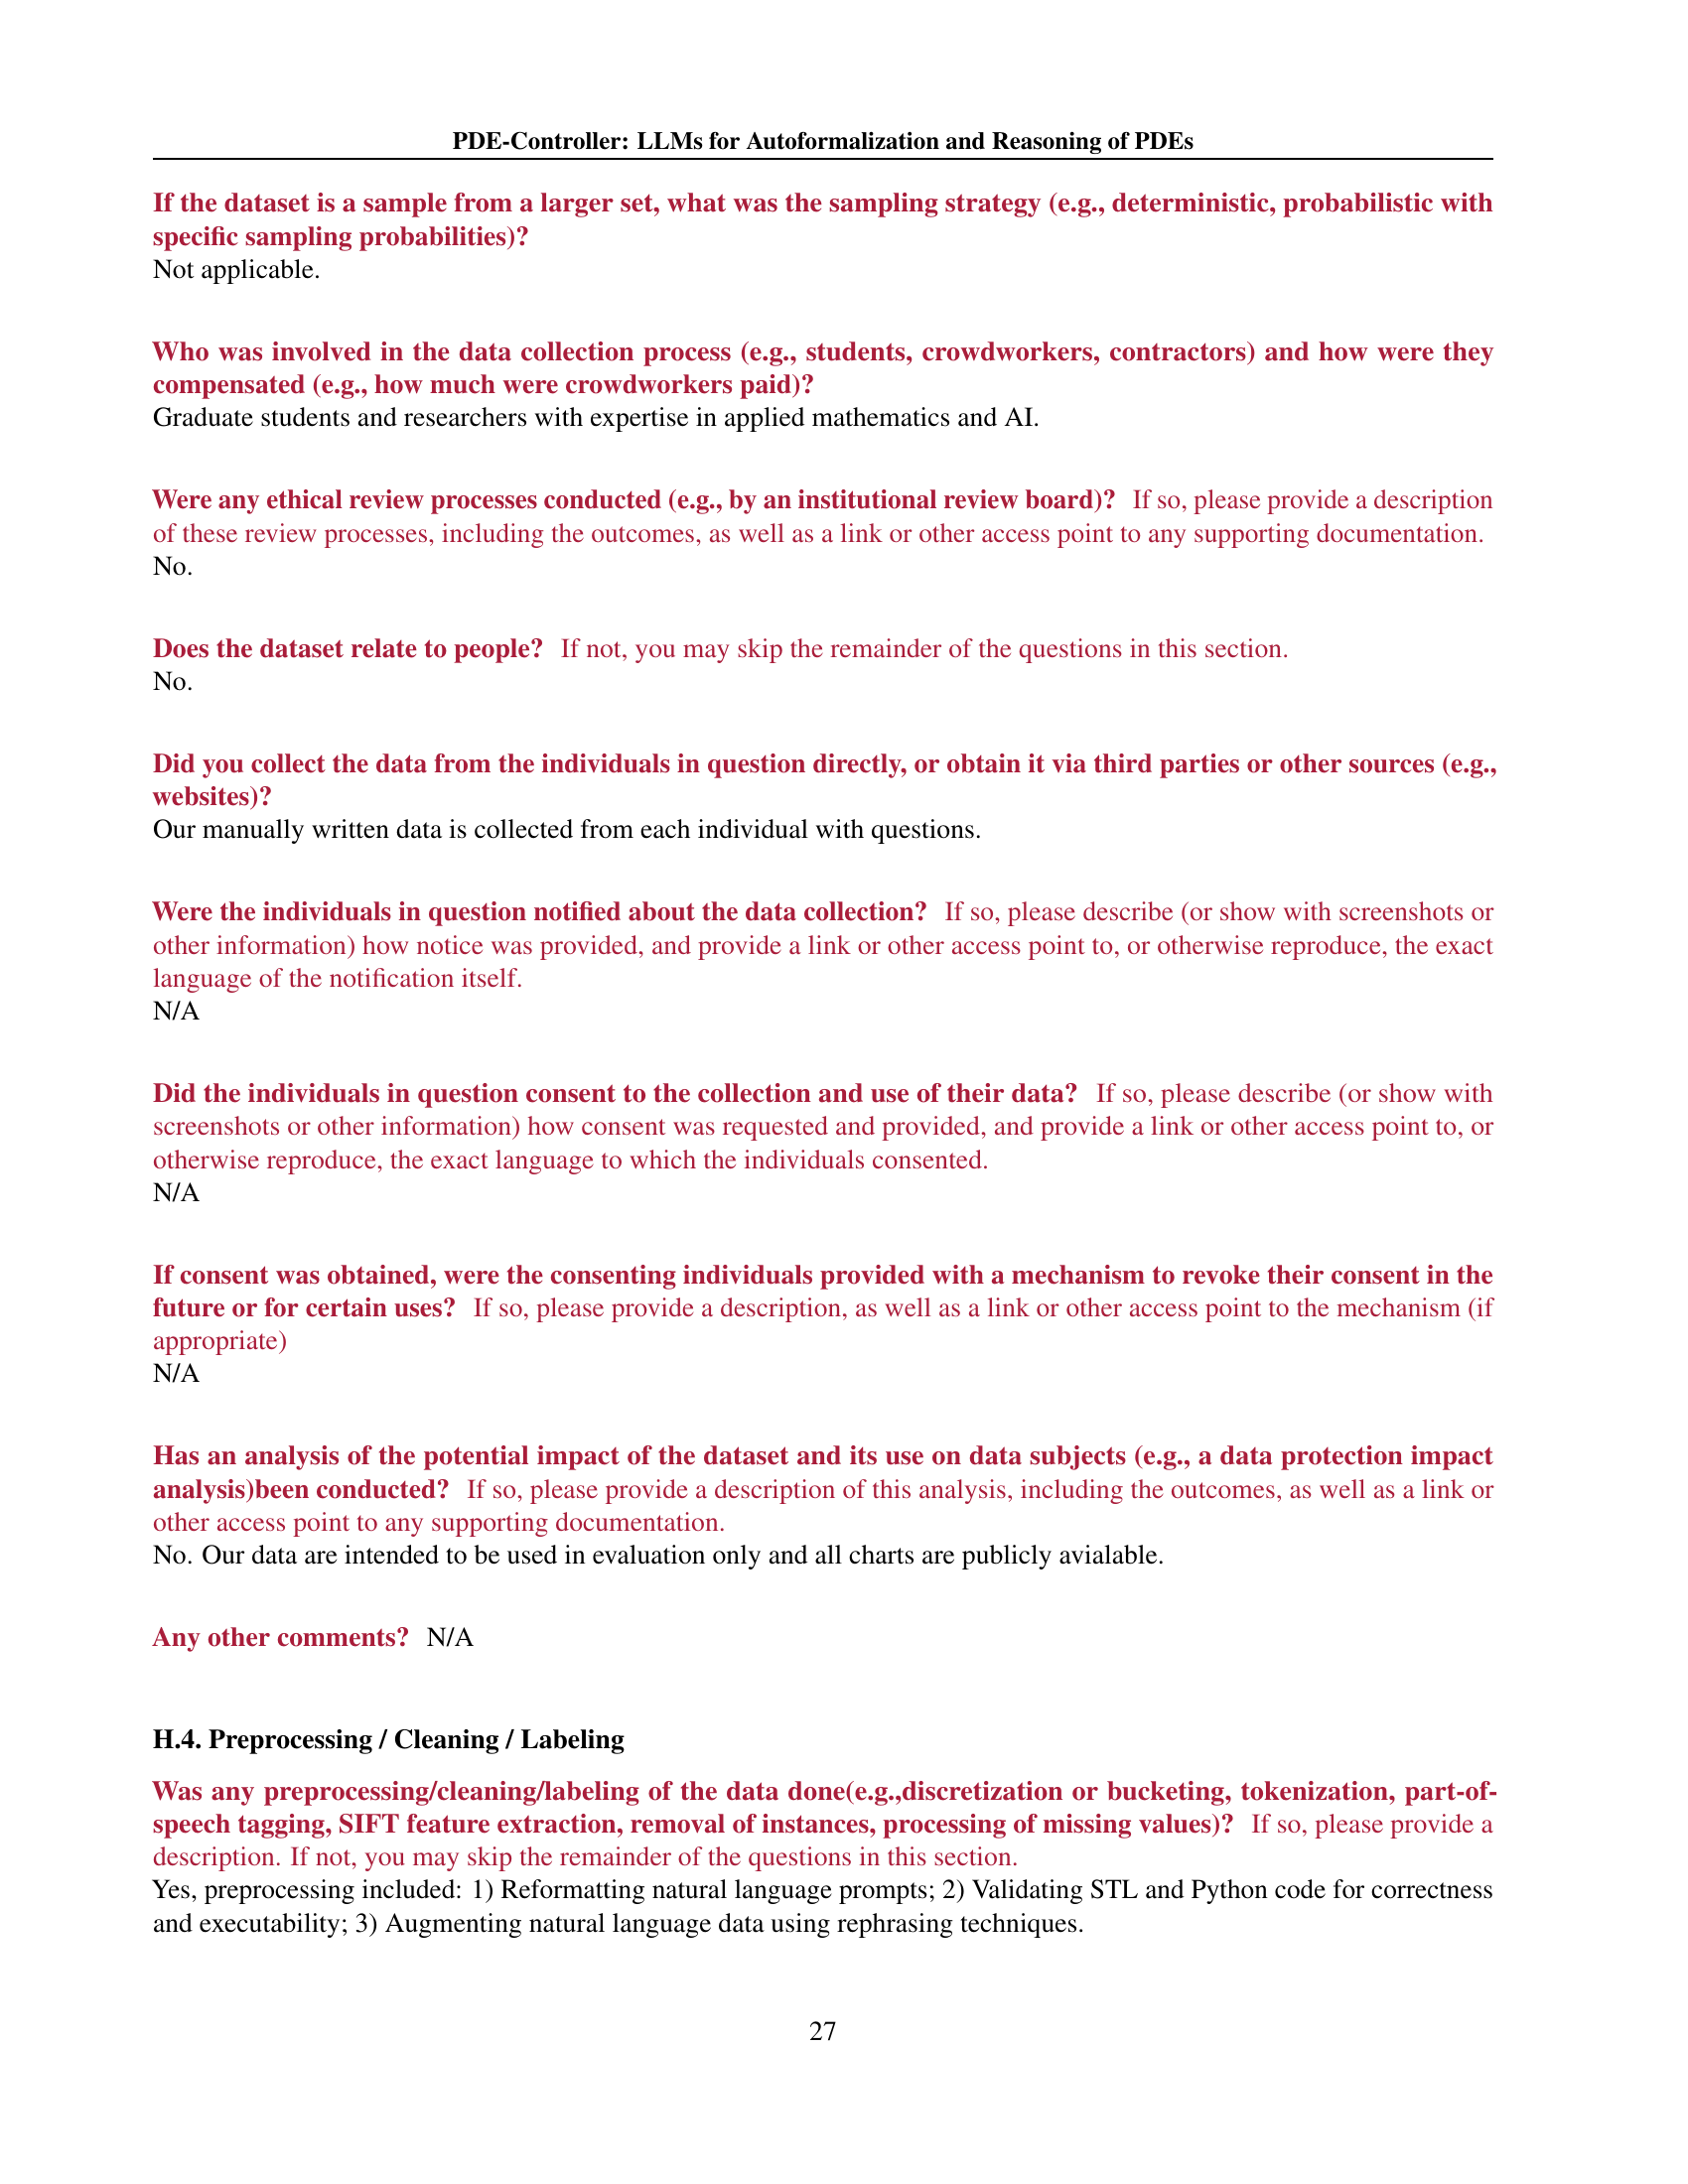 PDE-Controller: LLMs for Autoformalization and Reasoning of PDEs
If the dataset is a sample from a larger set, what was the sampling strategy (e.g., deterministic, probabilistic with
specific sampling probabilities)?
Not applicable.
Who was involved in the data collection process (e.g., students, crowdworkers, contractors) and how were they
compensated (e.g., how much were crowdworkers paid)?
Graduate students and researchers with expertise in applied mathematics and AI.
Were any ethical review processes conducted (e.g., by an institutional review board)? If so, please provide a description
of these review processes, including the outcomes, as well as a link or other access point to any supporting documentation.
No.
Does the dataset relate to people? If not, you may skip the remainder of the questions in this section.
No.
Did you collect the data from the individuals in question directly, or obtain it via third parties or other sources (e.g.,
websites)?
Our manually written data is collected from each individual with questions.
Were the individuals in question notified about the data collection? If so, please describe (or show with screenshots or
other information) how notice was provided, and provide a link or other access point to, or otherwise reproduce, the exact
language of the notification itself.
N/A
Did the individuals in question consent to the collection and use of their data? If so, please describe (or show with
screenshots or other information) how consent was requested and provided, and provide a link or other access point to, or
otherwise reproduce, the exact language to which the individuals consented.
N/A
If consent was obtained, were the consenting individuals provided with a mechanism to revoke their consent in the
future or for certain uses? If so, please provide a description, as well as a link or other access point to the mechanism (if
appropriate)
N/A
Has an analysis of the potential impact of the dataset and its use on data subjects (e.g., a data protection impact
analysis)been conducted? If so, please provide a description of this analysis, including the outcomes, as well as a link or
other access point to any supporting documentation.
No. Our data are intended to be used in evaluation only and all charts are publicly avialable.
Any other comments? N/A
H.4. Preprocessing / Cleaning / Labeling
Was any preprocessing/cleaning/labeling of the data done(e.g.,discretization or bucketing, tokenization, part-of-
speech tagging, SIFT feature extraction, removal of instances, processing of missing values)? If so, please provide a
description. If not, you may skip the remainder of the questions in this section.
Yes, preprocessing included: 1) Reformatting natural language prompts; 2) Validating STL and Python code for correctness
and executability; 3) Augmenting natural language data using rephrasing techniques.
27